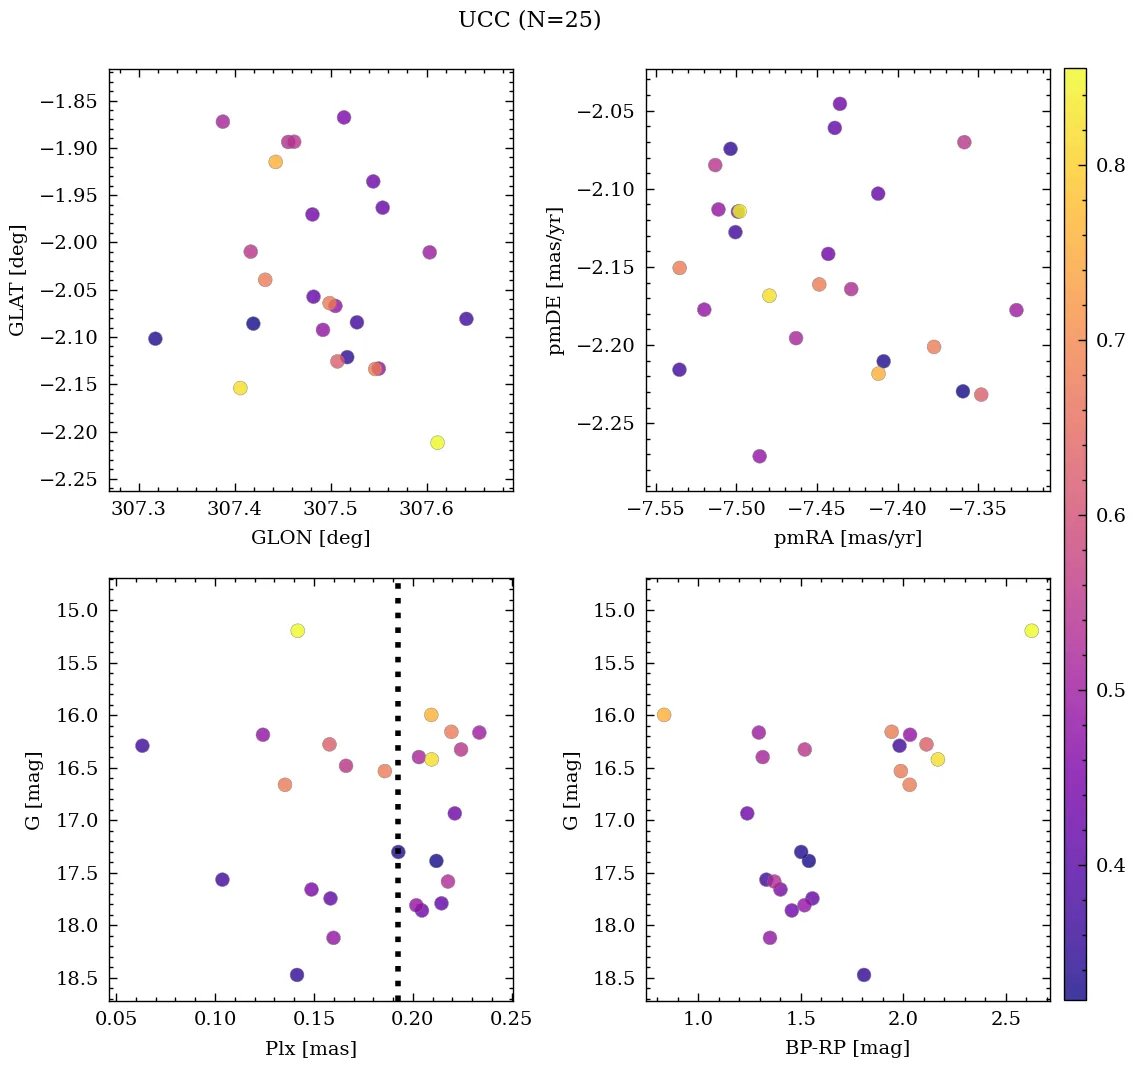 UCC (N=25)
−1.85
−1.90
−1.95
−2.00
−2.05
−2.10
−2.15
−2.20
−2.25
GLAT [deg]
307.3 307.4 307.5 307.6
GLON [deg]
−2.05
−2.10
−2.15
−2.20
−2.25
pmDE [mas/yr]
−7.55 −7.50 −7.45 −7.40 −7.35
pmRA [mas/yr]
0.8
0.7
0.6
0.5
0.4
15.0
15.5
16.0
16.5
17.0
17.5
18.0
18.5
G [mag]
0.05 0.10 0.15 0.20 0.25
Plx [mas]
15.0
15.5
16.0
16.5
17.0
17.5
18.0
18.5
G [mag]
1.0 1.5 2.0 2.5
BP-RP [mag]